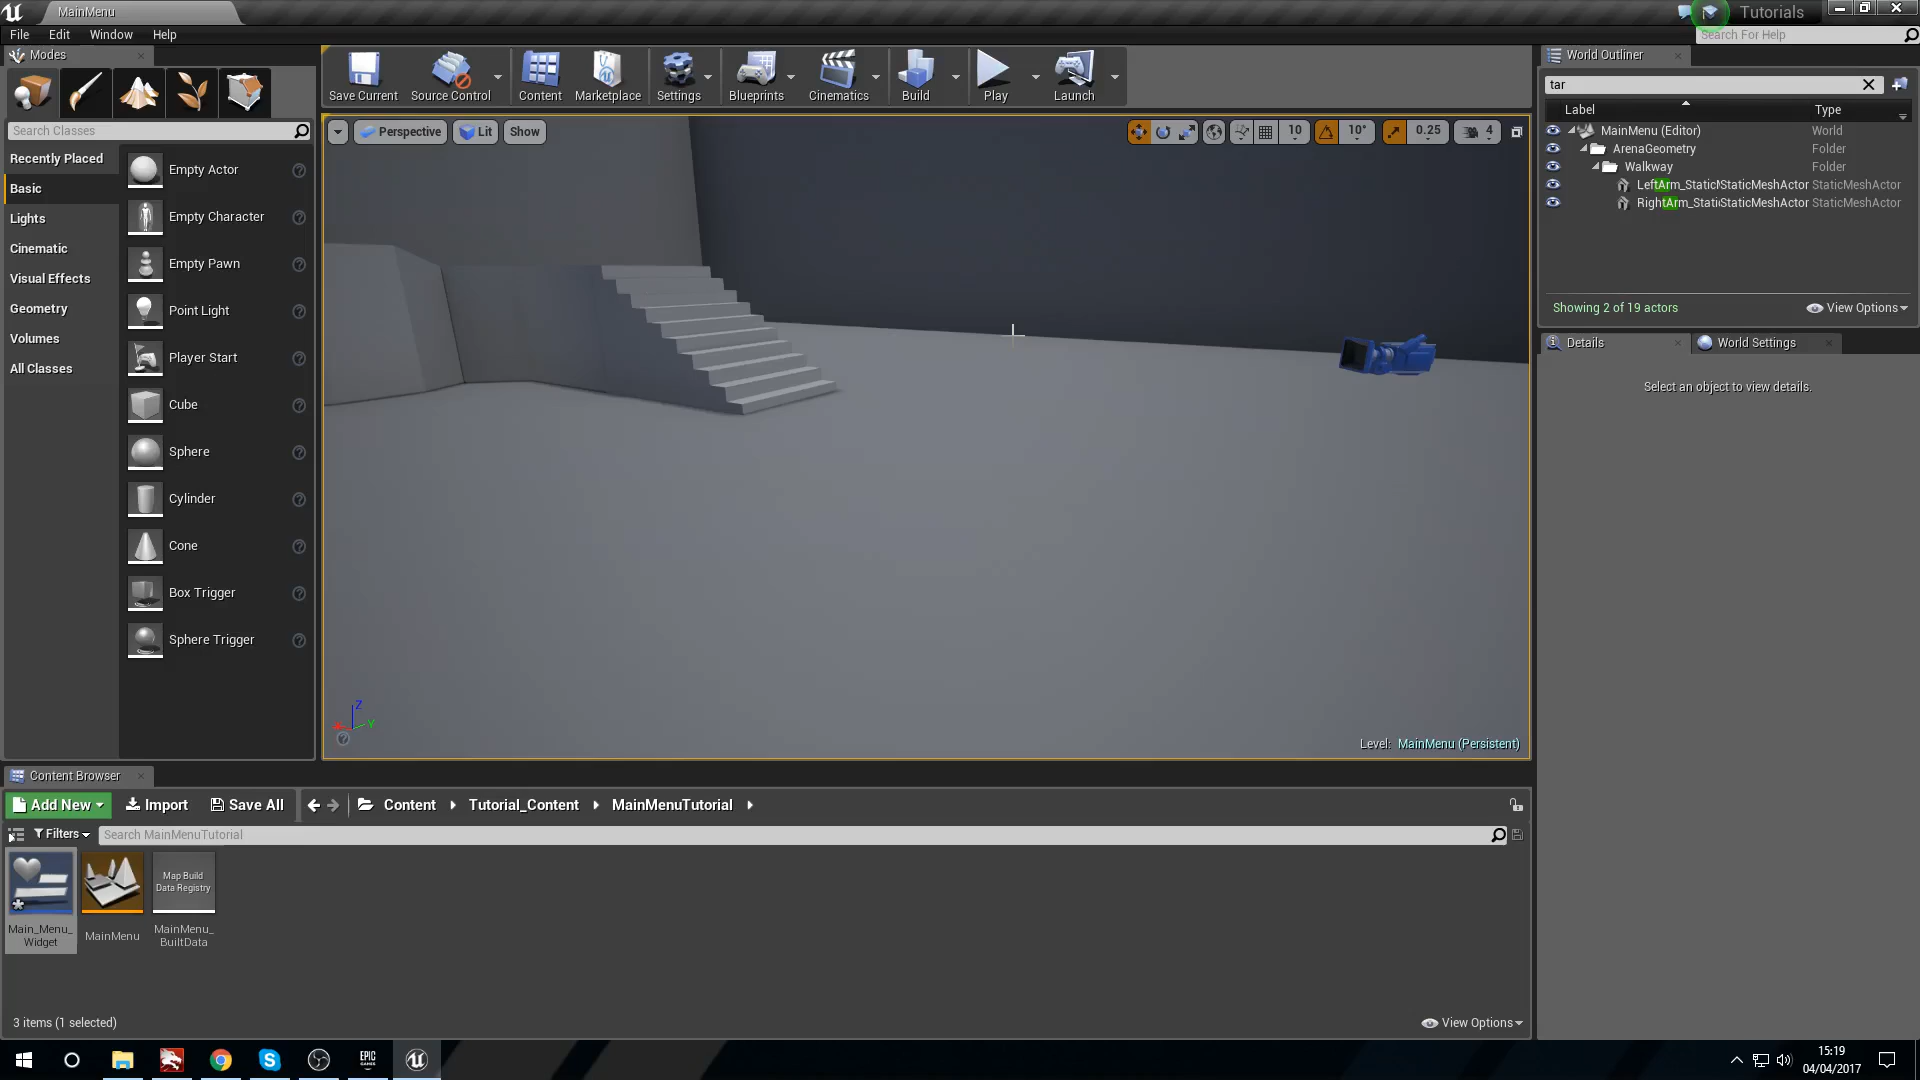 MainMenu
Tutorials
File Edit Window Help
Search For Help
Modes
Save Current Source Control Content Marketplace Settings Blueprints Cinematics Build Play Launch
World Outliner
tar
Label Type
MainMenu (Editor) World
ArenaGeometry Folder
Walkway Folder
LeftArm_StaticMStaticMeshActor StaticMeshActor
RightArm_StatiStaticMeshActor StaticMeshActor
Showing 2 of 19 actors
View Options
Details World Settings
Select an object to view details.
Search Classes
Recently Placed
Basic
Lights
Cinematic
Visual Effects
Geometry
Volumes
All Classes
Empty Actor
Empty Character
Empty Pawn
Point Light
Player Start
Cube
Sphere
Cylinder
Cone
Box Trigger
Sphere Trigger
Perspective Lit Show
10 10° 0.25 4
Z
Y
Level: MainMenu (Persistent)
Content Browser
Add New Import Save All Content Tutorial_Content MainMenuTutorial
Filters Search MainMenuTutorial
Map Build
Data Registry
Main_Menu_
Widget
MainMenu
MainMenu_
BuiltData
3 items (1 selected)
View Options
EPIC
GAMES
15:19
04/04/2017